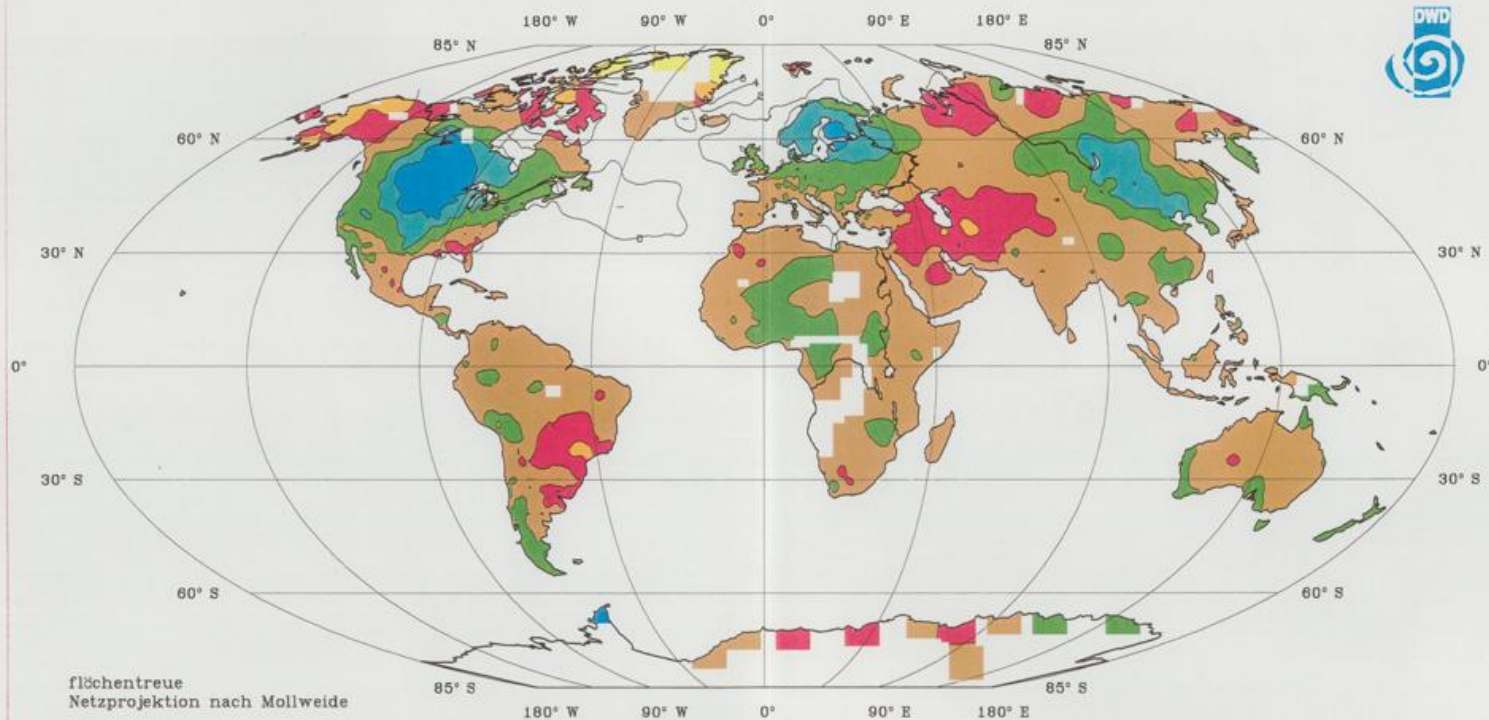 180° W 90° W 0° 90° E 180° E
DWD
85° N 85° N
60° N 60° N
30° N 30° N
0° 0°
30° S 30° S
60° S 60° S
85° S 85° S
flächentreue
Netzprojektion nach Mollweide
180° W 90° W 0° 90° E 180° E